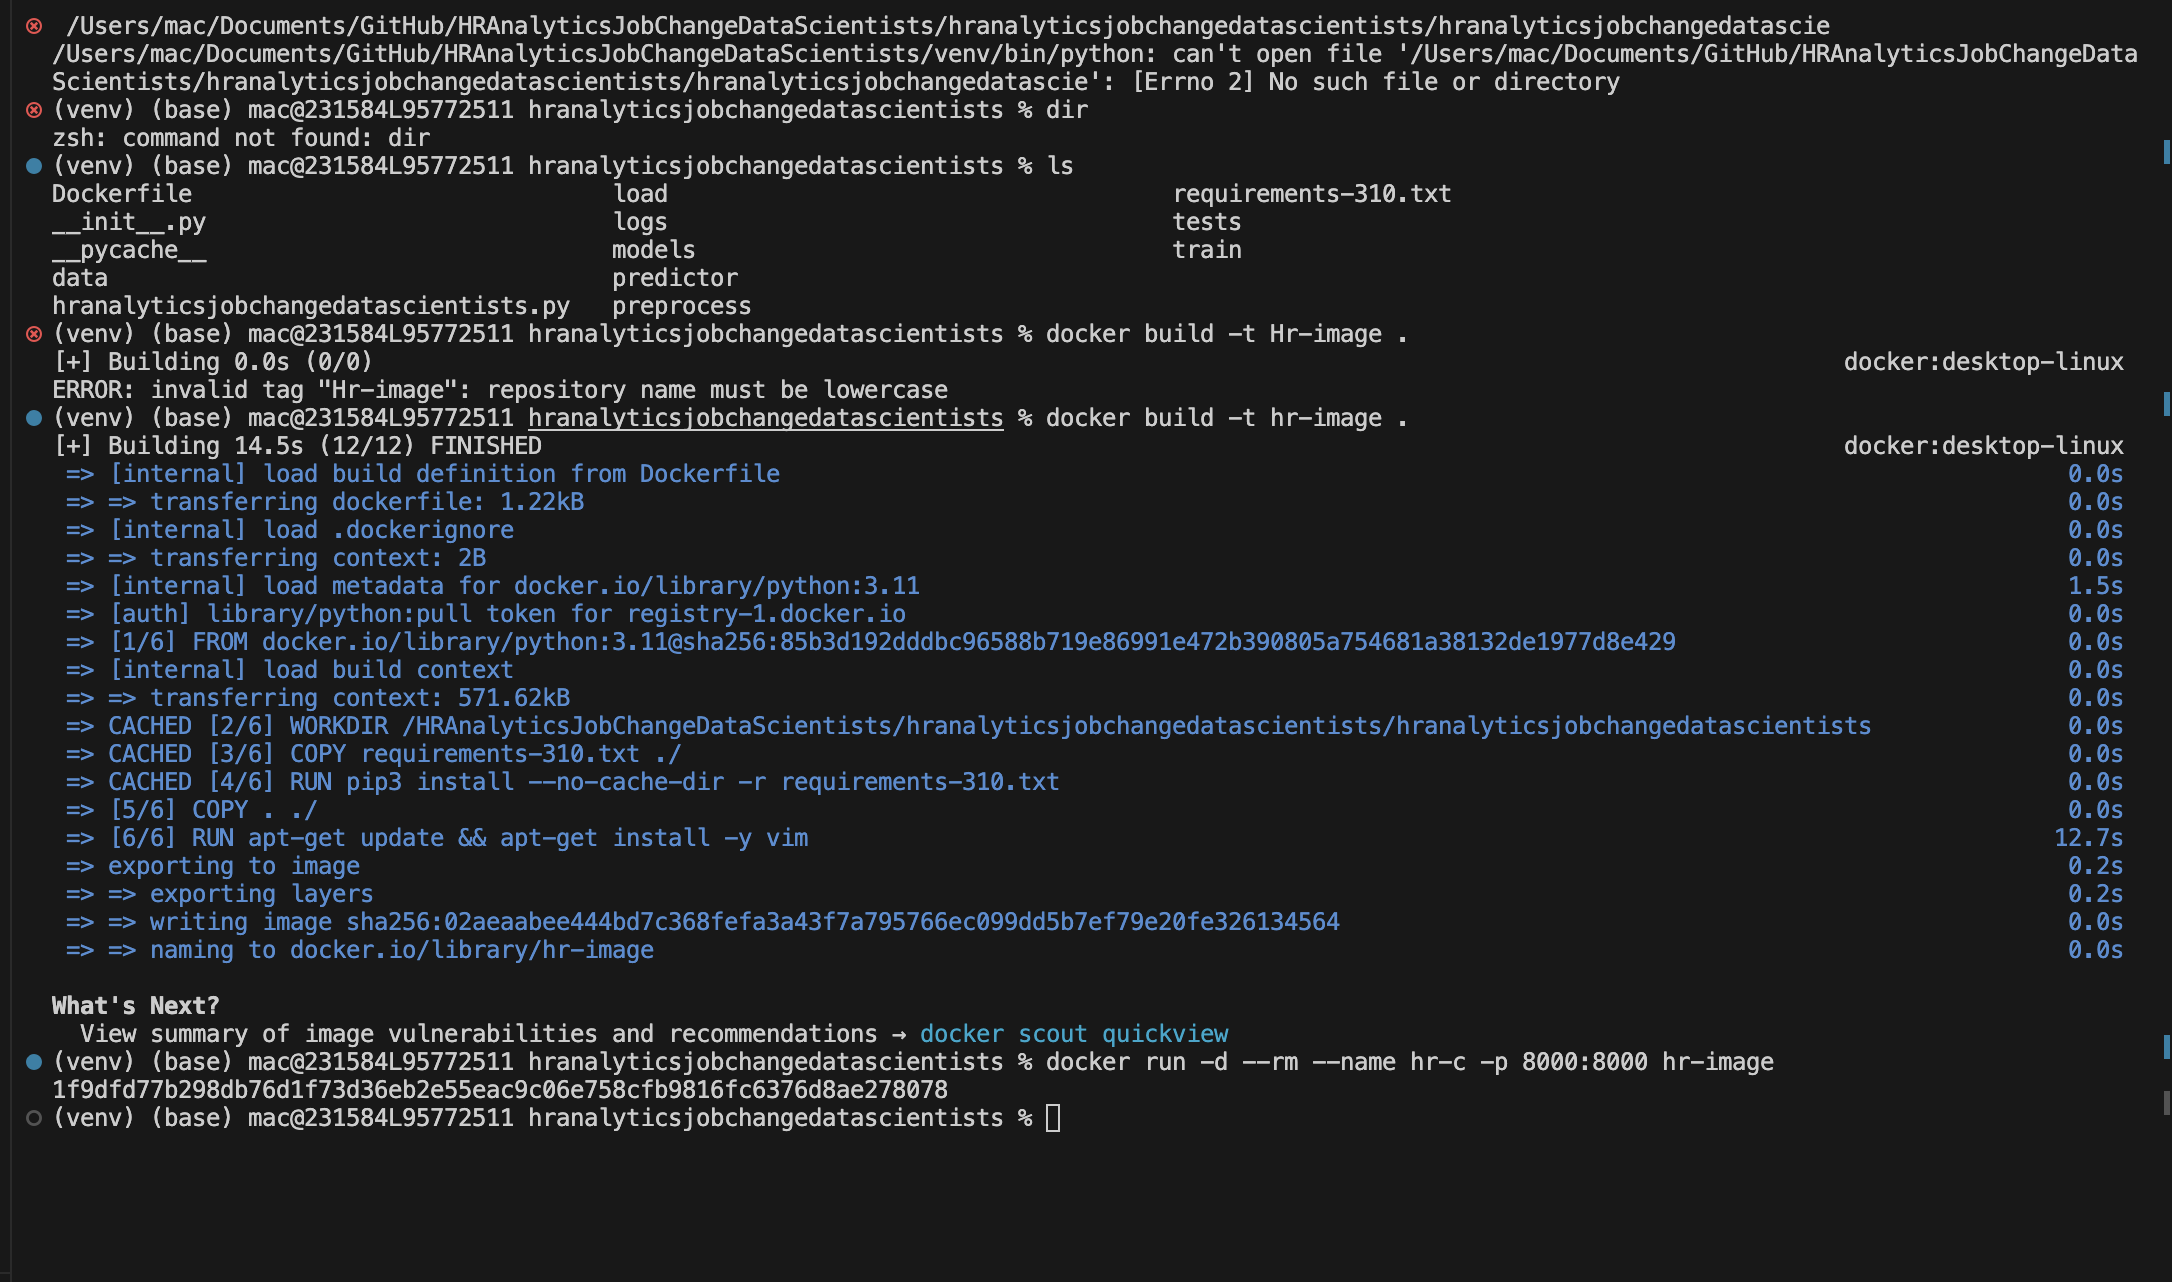 /Users/mac/Documents/GitHub/HRAnalyticsJobChangeDataScientists/hranalyticsjobchangedatascientists/hranalyticsjobchangedatascie
/Users/mac/Documents/GitHub/HRAnalyticsJobChangeDataScientists/venv/bin/python: can't open file '/Users/mac/Documents/GitHub/HRAnalyticsJobChangeData
Scientists/hranalyticsjobchangedatascientists/hranalyticsjobchangedatascie': [Errno 2] No such file or directory
(venv) (base) mac@231584L95772511 hranalyticsjobchangedatascientists % dir
zsh: command not found: dir
(venv) (base) mac@231584L95772511 hranalyticsjobchangedatascientists % ls
Dockerfile load requirements-310.txt
__init__.py logs tests
__pycache__ models train
data predictor
hranalyticsjobchangedatascientists.py preprocess
(venv) (base) mac@231584L95772511 hranalyticsjobchangedatascientists % docker build -t Hr-image .
[+] Building 0.0s (0/0) docker:desktop-linux
ERROR: invalid tag "Hr-image": repository name must be lowercase
(venv) (base) mac@231584L95772511 hranalyticsjobchangedatascientists % docker build -t hr-image .
[+] Building 14.5s (12/12) FINISHED docker:desktop-linux
=> [internal] load build definition from Dockerfile 0.0s
=> => transferring dockerfile: 1.22kB 0.0s
=> [internal] load .dockerignore 0.0s
=> => transferring context: 2B 0.0s
=> [internal] load metadata for docker.io/library/python:3.11 1.5s
=> [auth] library/python:pull token for registry-1.docker.io 0.0s
=> [1/6] FROM docker.io/library/python:3.11@sha256:85b3d192dddbc96588b719e86991e472b390805a754681a38132de1977d8e429 0.0s
=> [internal] load build context 0.0s
=> => transferring context: 571.62kB 0.0s
=> CACHED [2/6] WORKDIR /HRAnalyticsJobChangeDataScientists/hranalyticsjobchangedatascientists/hranalyticsjobchangedatascientists 0.0s
=> CACHED [3/6] COPY requirements-310.txt ./ 0.0s
=> CACHED [4/6] RUN pip3 install --no-cache-dir -r requirements-310.txt 0.0s
=> [5/6] COPY . ./ 0.0s
=> [6/6] RUN apt-get update && apt-get install -y vim 12.7s
=> exporting to image 0.2s
=> => exporting layers 0.2s
=> => writing image sha256:02aeaabee444bd7c368fefa3a43f7a795766ec099dd5b7ef79e20fe326134564 0.0s
=> => naming to docker.io/library/hr-image 0.0s
What's Next?
View summary of image vulnerabilities and recommendations → docker scout quickview
(venv) (base) mac@231584L95772511 hranalyticsjobchangedatascientists % docker run -d --rm --name hr-c -p 8000:8000 hr-image
1f9dfd77b298db76d1f73d36eb2e55eac9c06e758cfb9816fc6376d8ae278078
(venv) (base) mac@231584L95772511 hranalyticsjobchangedatascientists %